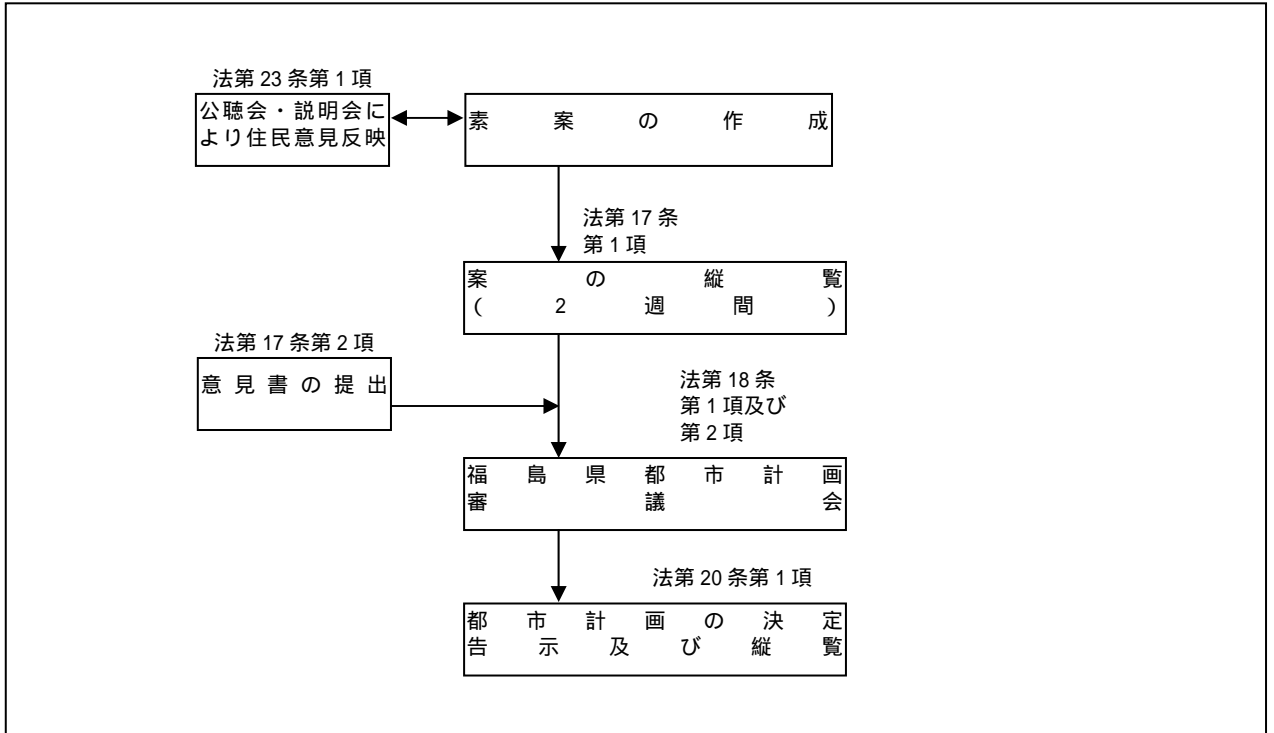 法第23条第1項
公聴会・説明会に
より住民意見反映
素案の作成
法第17条
第1項
案の縦覧
(2週間)
法第17条第2項
意見書の提出
法第18条
第1項及び
第2項
福島県都市計画
審議会
法第20条第1項
都市計画の決定
告示及び縦覧